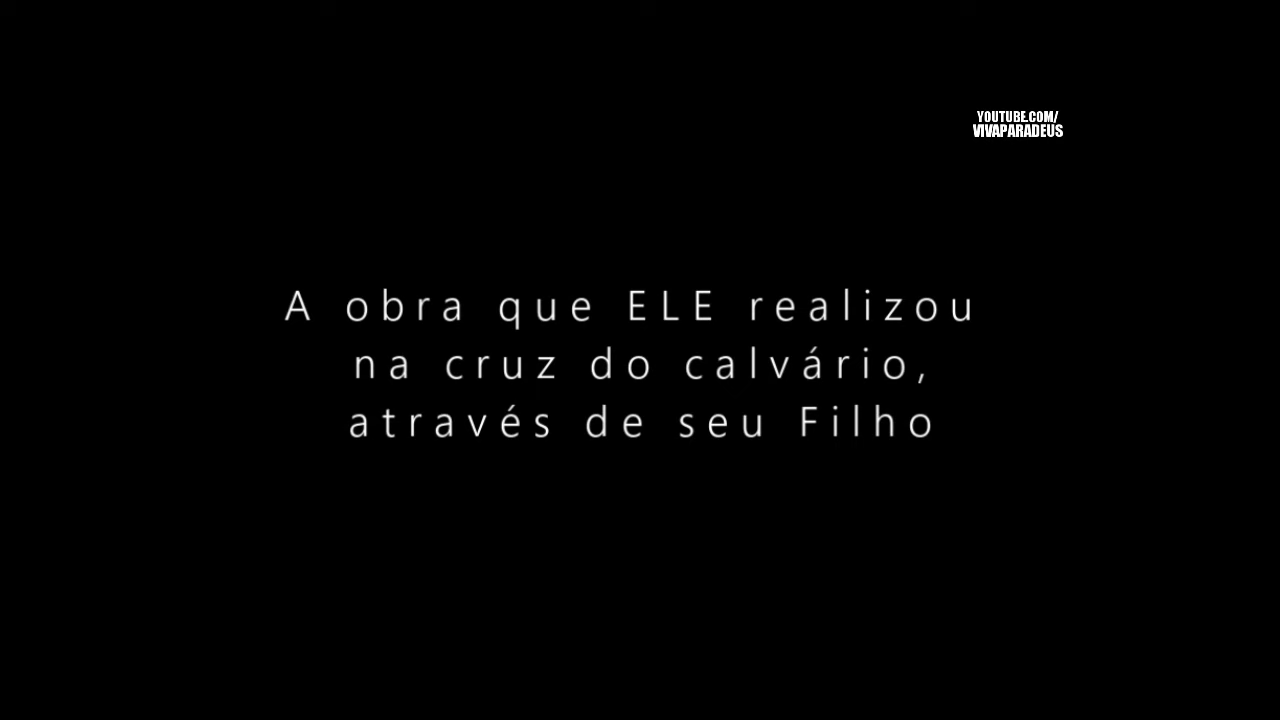 YOUTUBE.COM/
VIVAPARADEUS
A obra que ELE realizou
na cruz do calvário,
através de seu Filho